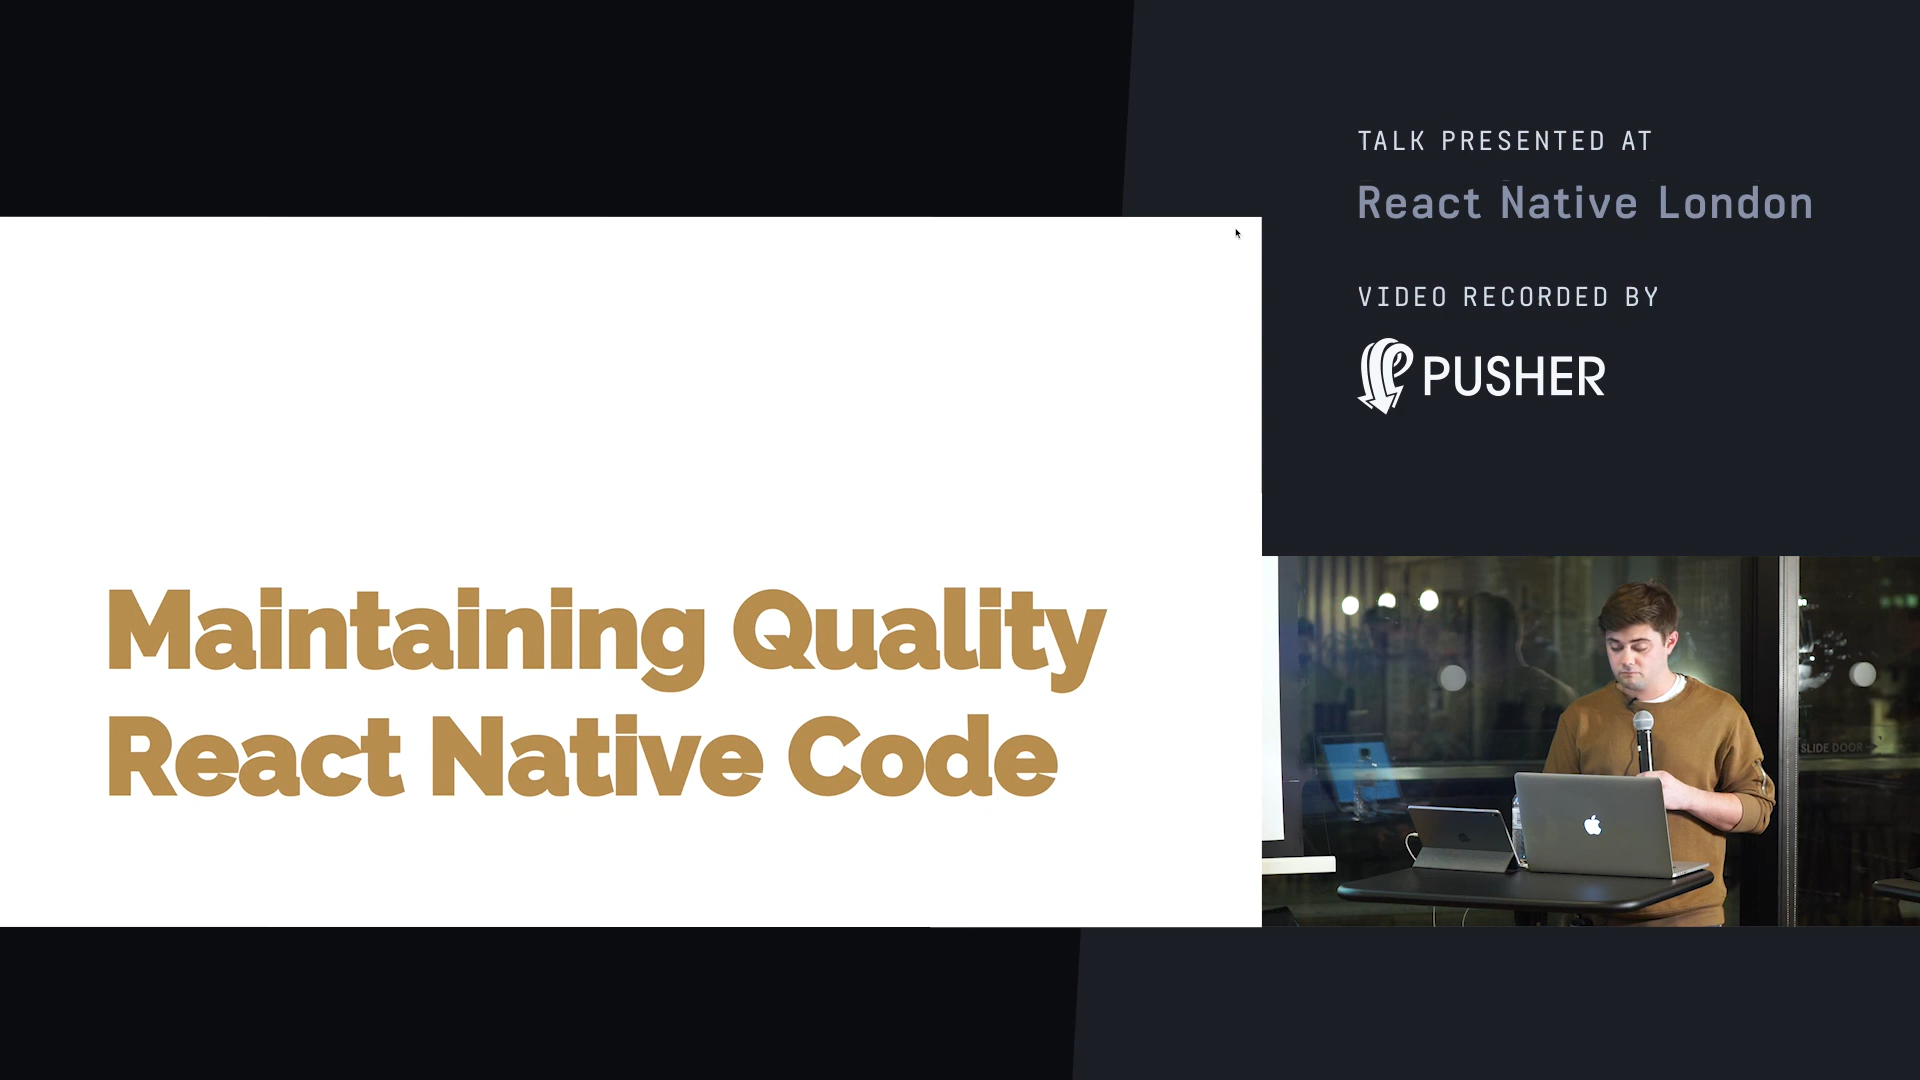 TALK PRESENTED AT
React Native London
VIDEO RECORDED BY
PUSHER
Maintaining Quality
React Native Code
SLIDE DOOR